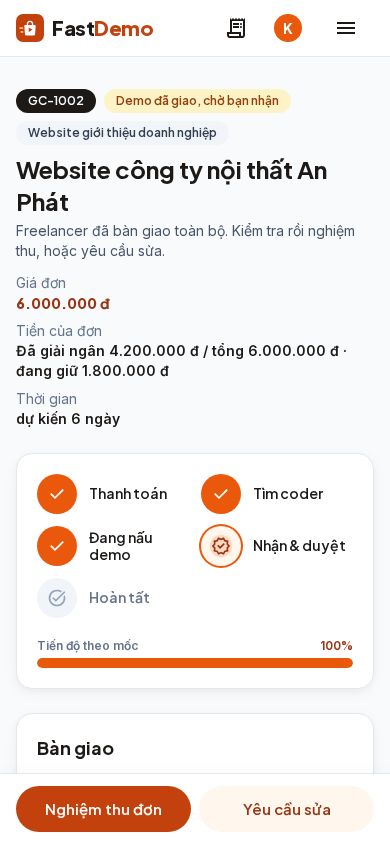 FastDemo
K
GC-1002
Demo đã giao, chờ bạn nhận
Website giới thiệu doanh nghiệp
Website công ty nội thất An
Phát
Freelancer đã bàn giao toàn bộ. Kiểm tra rồi nghiệm
thu, hoặc yêu cầu sửa.
Giá đơn
6.000.000 đ
Tiền của đơn
Đã giải ngân 4.200.000 đ / tổng 6.000.000 đ ·
đang giữ 1.800.000 đ
Thời gian
dự kiến 6 ngày
Thanh toán
Tìm coder
Đang nấu
demo
Nhận & duyệt
Hoàn tất
Tiến độ theo mốc
100%
Bàn giao
Nghiệm thu đơn
Yêu cầu sửa